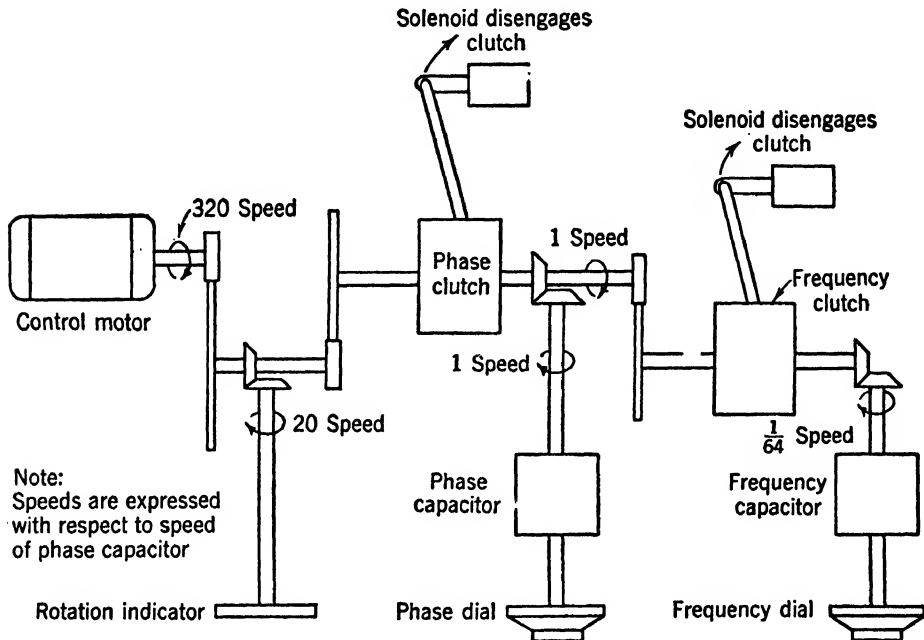 Solenoid disengages
clutch
Solenoid disengages
clutch
320 Speed
1 Speed
Phase
clutch
Frequency
clutch
Control motor
1 Speed
20 Speed
1/64 Speed
Note:
Speeds are expressed
with respect to speed
of phase capacitor
Phase
capacitor
Frequency
capacitor
Rotation indicator
Phase dial
Frequency dial